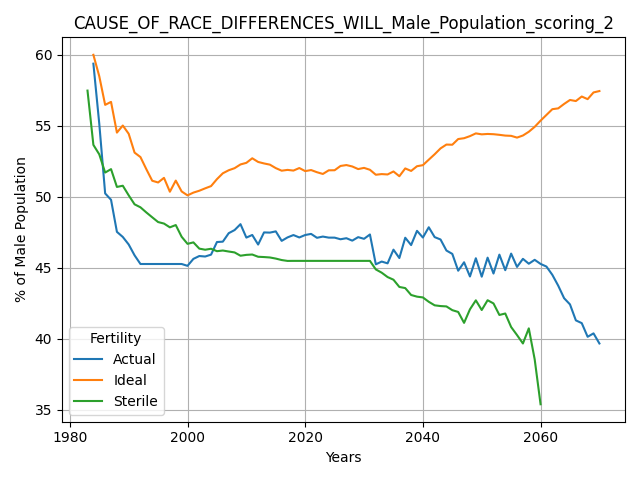 CAUSE_OF_RACE_DIFFERENCES_WILL_Male_Population_scoring_2
60
55
50
45
40
35
% of Male Population
Fertility
Actual
Ideal
Sterile
1980
2000
2020
2040
2060
Years